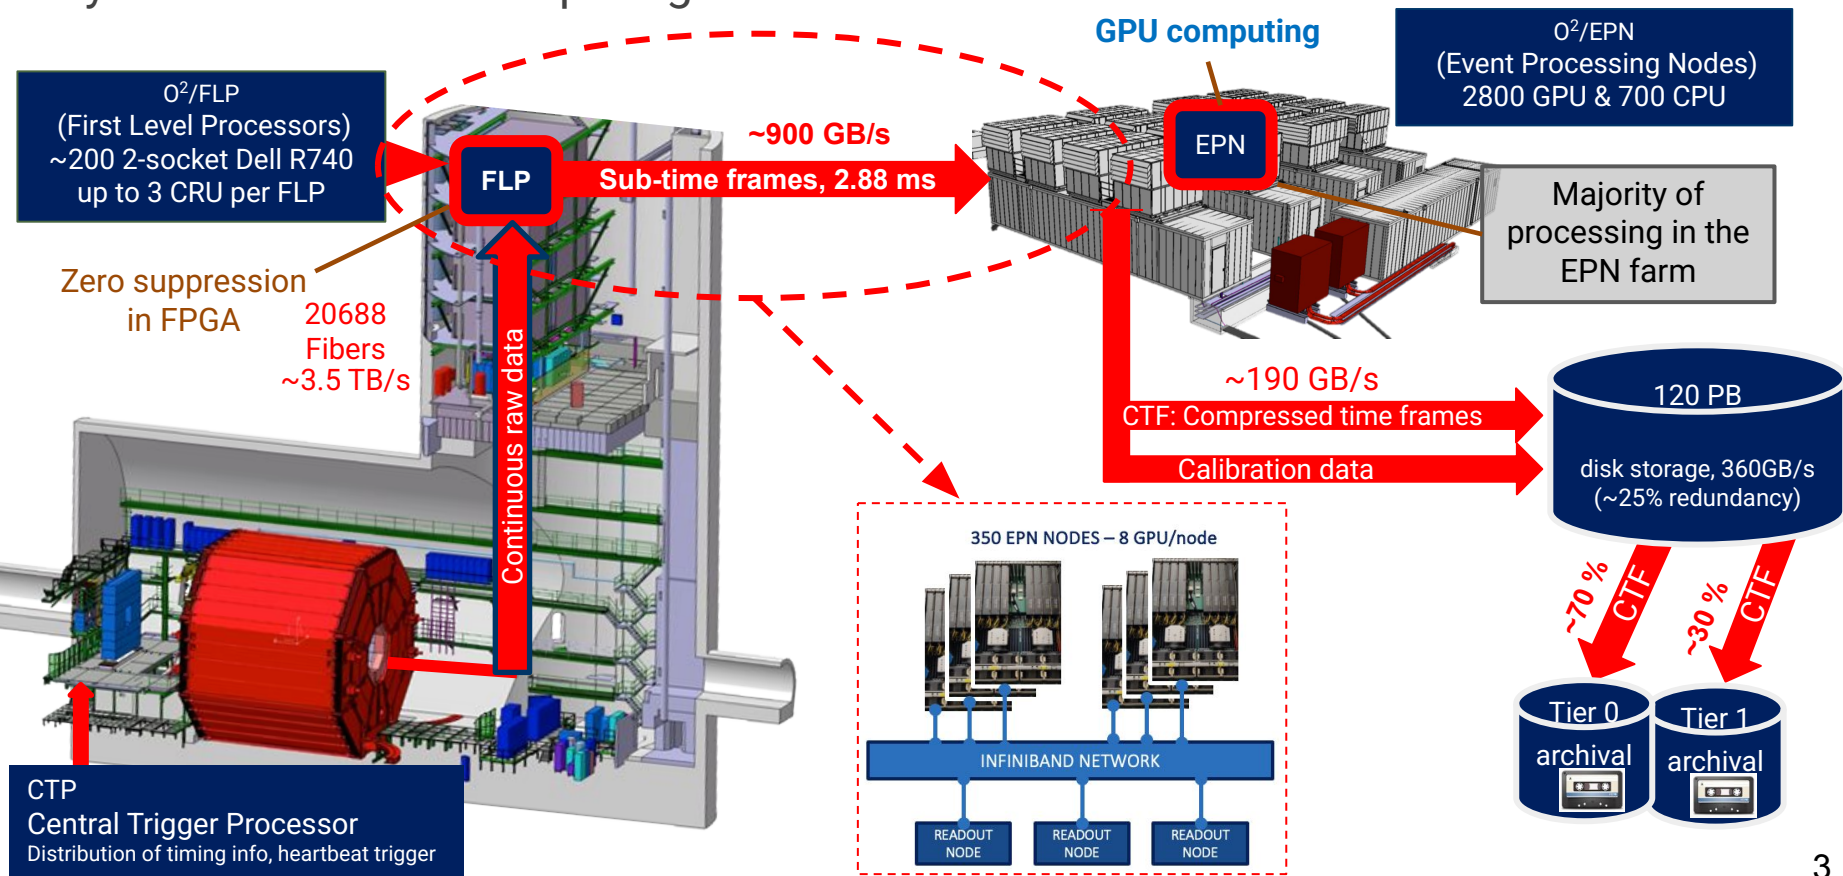 GPU computing
O²/FLP
(First Level Processors)
~200 2-socket Dell R740
up to 3 CRU per FLP
O²/EPN
(Event Processing Nodes)
2800 GPU & 700 CPU
~900 GB/s
Sub-time frames, 2.88 ms
FLP
EPN
Majority of
processing in the
EPN farm
Zero suppression
in FPGA
20688
Fibers
~3.5 TB/s
Continuous raw data
~190 GB/s
CTF: Compressed time frames
Calibration data
120 PB
disk storage, 360GB/s
(~25% redundancy)
~70 %
CTF
~30 %
CTF
350 EPN NODES – 8 GPU/node
INFINIBAND NETWORK
READOUT
NODE
READOUT
NODE
READOUT
NODE
Tier 0
archival
Tier 1
archival
CTP
Central Trigger Processor
Distribution of timing info, heartbeat trigger
3